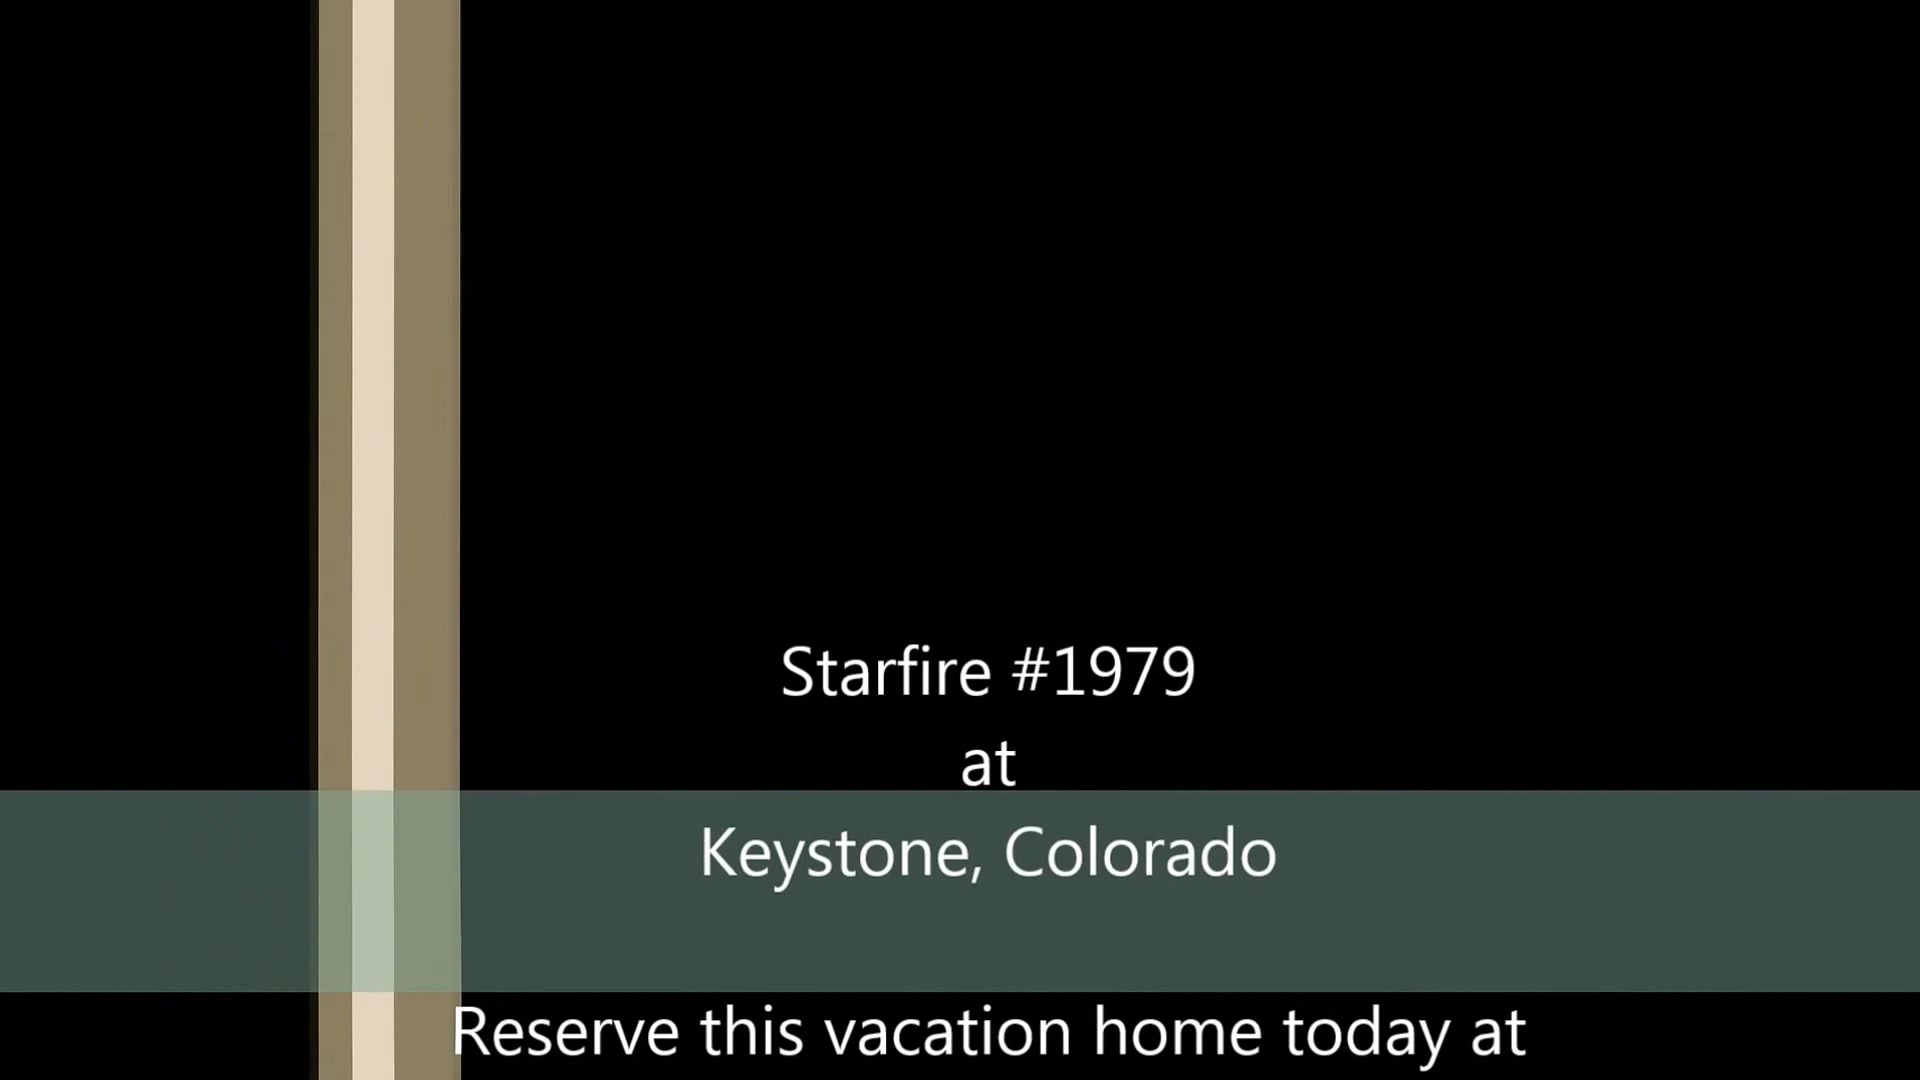 Starfire #1979
at
Keystone, Colorado
Reserve this vacation home today at